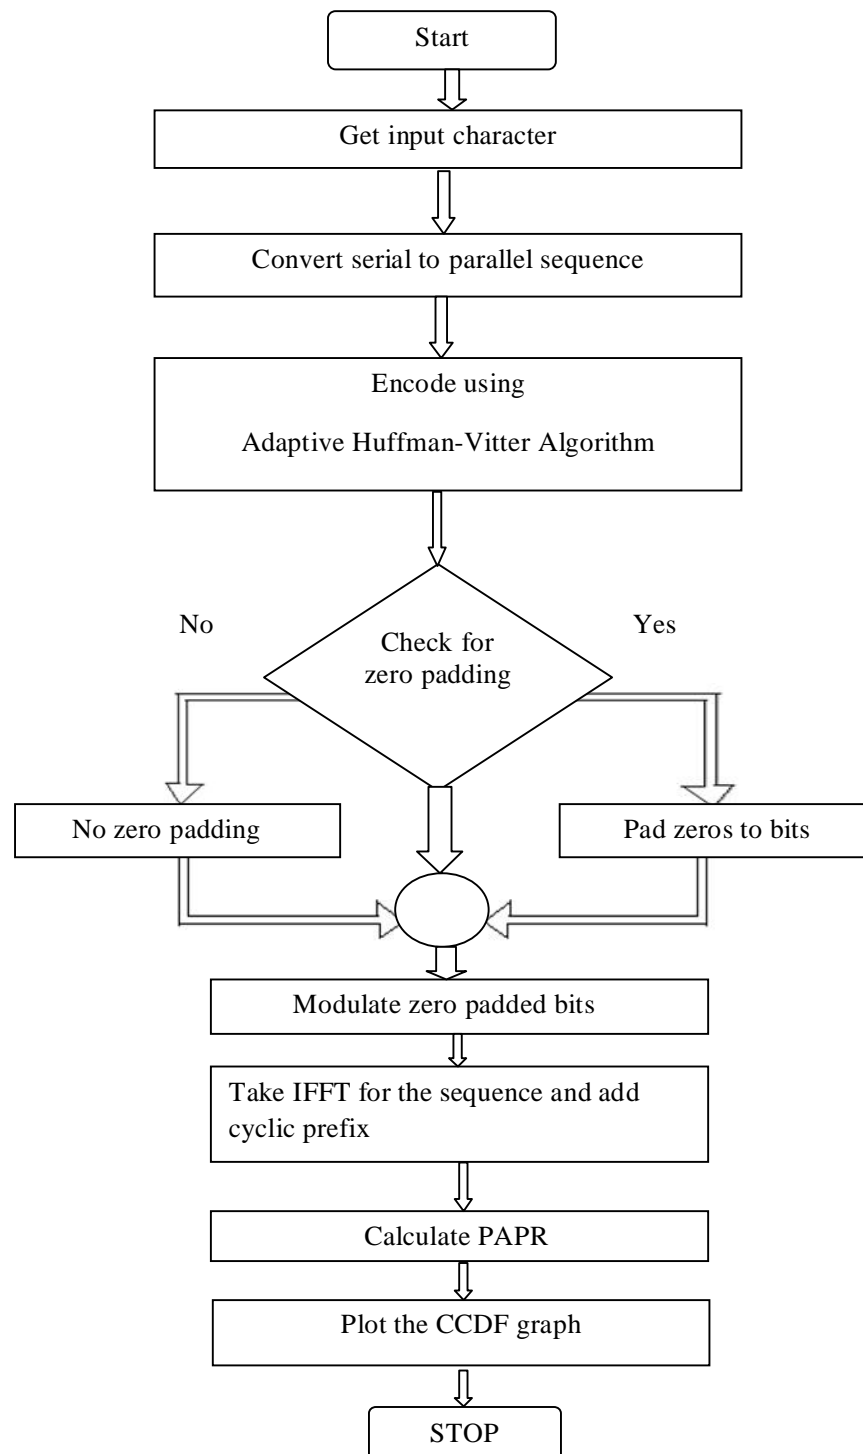 Start
Get input character
Convert serial to parallel sequence
Encode using
Adaptive Huffman-Vitter Algorithm
No
Yes
Check for
zero padding
No zero padding
Pad zeros to bits
Modulate zero padded bits
Take IFFT for the sequence and add
cyclic prefix
Calculate PAPR
Plot the CCDF graph
STOP